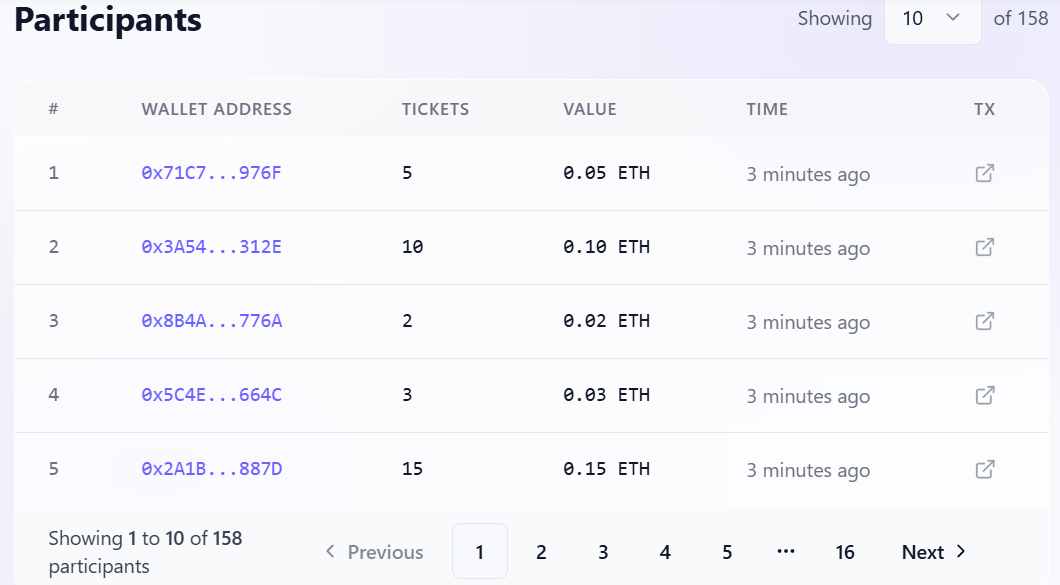 Participants
Showing 10 of 158
# WALLET ADDRESS TICKETS VALUE TIME TX
1 0x71C7...976F 5 0.05 ETH 3 minutes ago
2 0x3A54...312E 10 0.10 ETH 3 minutes ago
3 0x8B4A...776A 2 0.02 ETH 3 minutes ago
4 0x5C4E...664C 3 0.03 ETH 3 minutes ago
5 0x2A1B...887D 15 0.15 ETH 3 minutes ago
Showing 1 to 10 of 158
participants
Previous 1 2 3 4 5 ... 16 Next